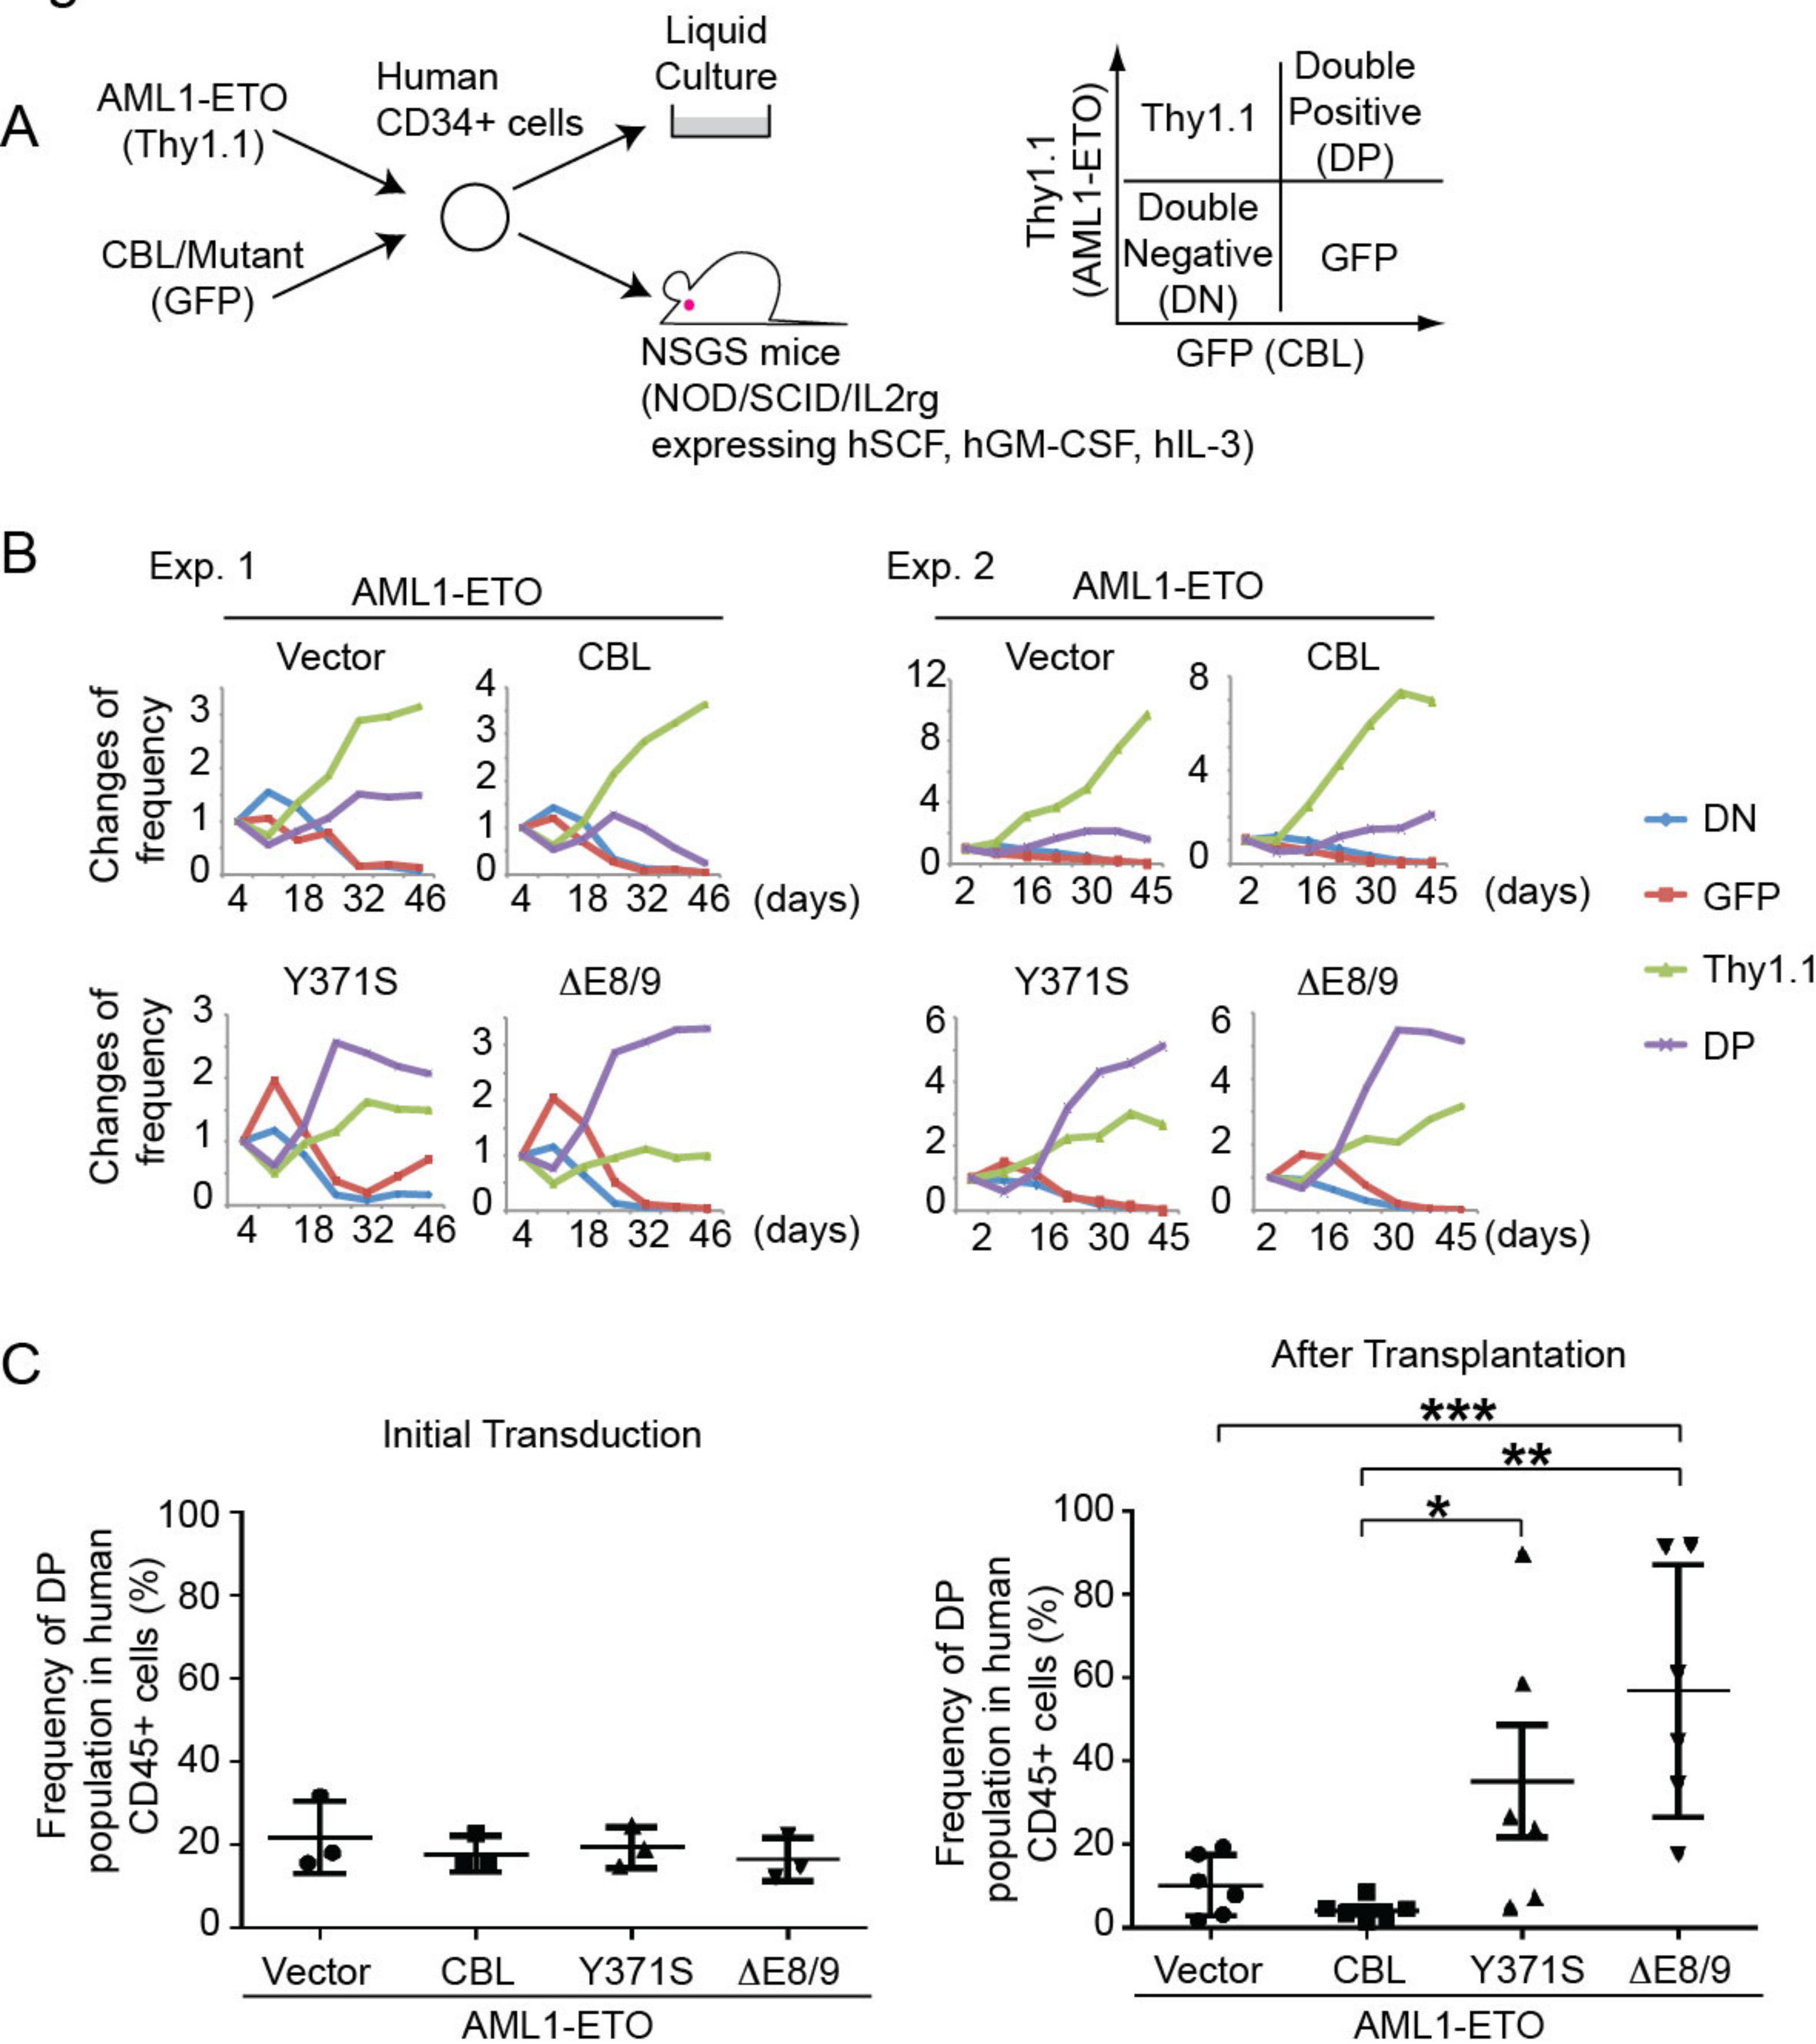 A
AML1-ETO
(Thy1.1)
CBL/Mutant
(GFP)
Human
CD34+ cells
Liquid
Culture
NSGS mice
(NOD/SCID/IL2rg
expressing hSCF, hGM-CSF, hIL-3)
Thy1.1
(AML1-ETO)
Thy1.1
Double
Positive
(DP)
Double
Negative
(DN)
GFP
GFP (CBL)
B
Exp. 1
AML1-ETO
Vector
CBL
Changes of
frequency
3
2
1
0
4 18 32 46
4
3
2
1
0
4 18 32 46 (days)
Y371S
ΔE8/9
Changes of
frequency
3
2
1
0
4 18 32 46
3
2
1
0
4 18 32 46 (days)
Exp. 2
AML1-ETO
Vector
CBL
12
8
4
0
2 16 30 45
8
4
0
2 16 30 45 (days)
Y371S
ΔE8/9
6
4
2
0
2 16 30 45
6
4
2
0
2 16 30 45 (days)
DN
GFP
Thy1.1
DP
C
Initial Transduction
Frequency of DP
population in human
CD45+ cells (%)
100
80
60
40
20
0
Vector CBL Y371S ΔE8/9
AML1-ETO
After Transplantation
***
**
*
Frequency of DP
population in human
CD45+ cells (%)
100
80
60
40
20
0
Vector CBL Y371S ΔE8/9
AML1-ETO